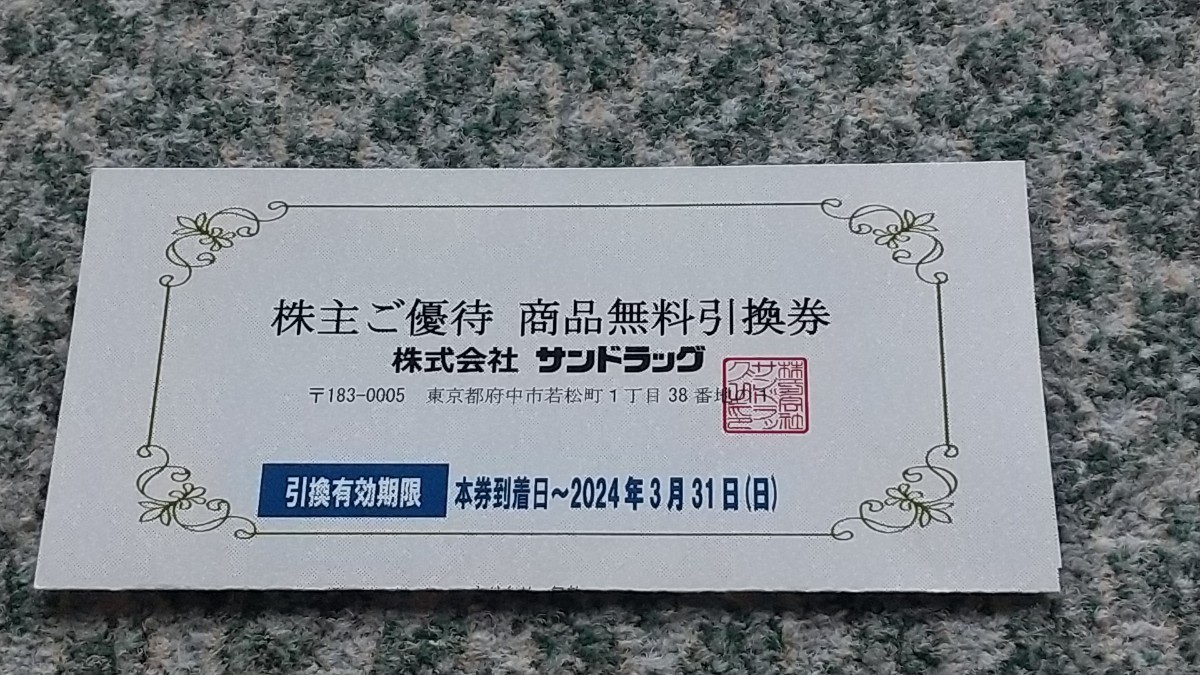 株主ご優待 商品無料引換券
株式会社 サンドラッグ
〒183-0005 東京都府中市若松町1丁目38番地の1
引換有効期限 本券到着日〜2024年3月31日(日)